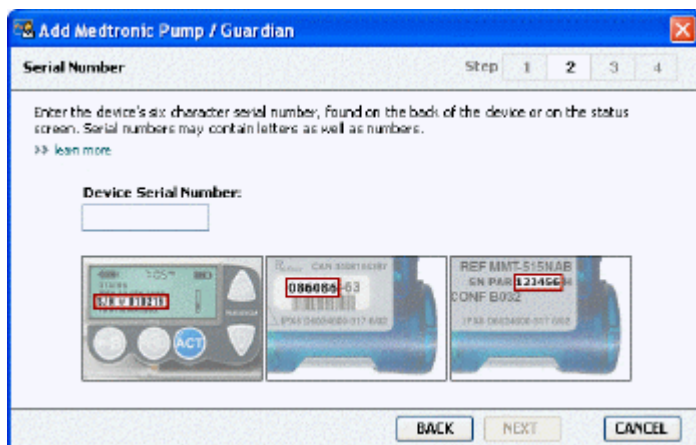 Add Medtronic Pump / Guardian
Serial Number
Step 1 2 3 4
Enter the device's six character serial number, found on the back of the device or on the status
screen. Serial numbers may contain letters as well as numbers.
>> learn more
Device Serial Number:
ACT
086086-63
REF MMT-515NAB
SN PAR 123456 H
CONF B032
BACK
NEXT
CANCEL